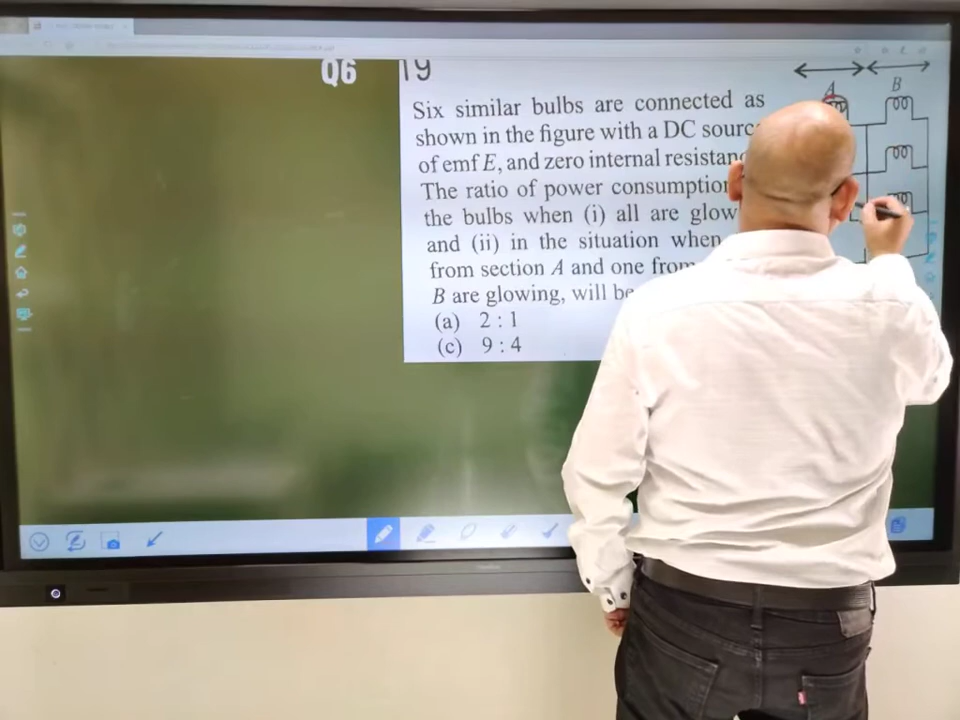 Q6
19
A
B
Six similar bulbs are connected as
shown in the figure with a DC sourc
of emf E, and zero internal resistan
The ratio of power consumption
the bulbs when (i) all are glow
and (ii) in the situation when
from section A and one from
B are glowing, will be
(a) 2 : 1
(c) 9 : 4